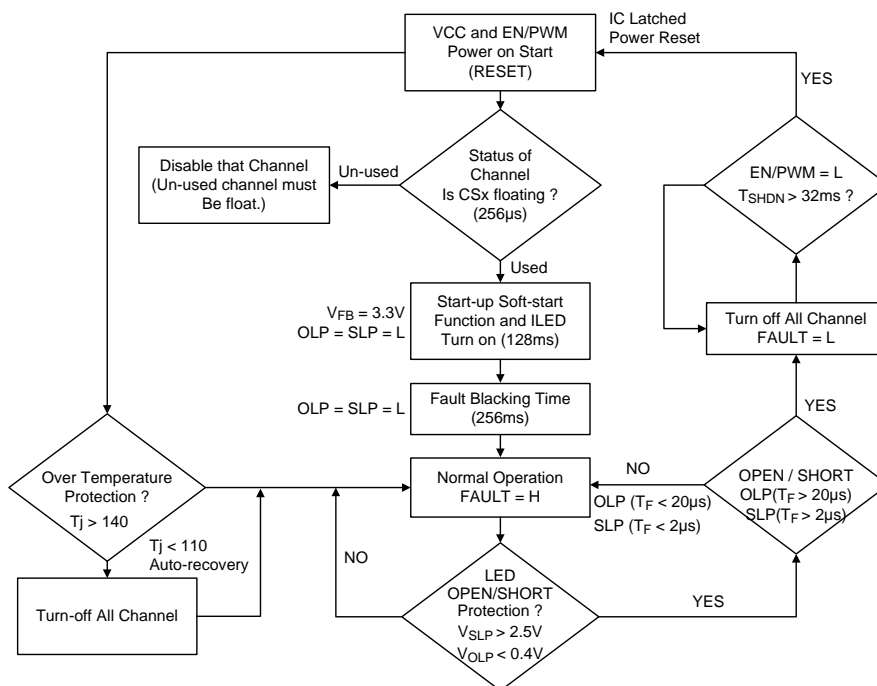 IC Latched
Power Reset
VCC and EN/PWM
Power on Start
(RESET)
YES
Disable that Channel
(Un-used channel must
Be float.)
Un-used
Status of
Channel
Is CSx floating ?
(256µs)
EN/PWM = L
TSHDN > 32ms ?
Used
VFB = 3.3V
OLP = SLP = L
Start-up Soft-start
Function and ILED
Turn on (128ms)
Turn off All Channel
FAULT = L
OLP = SLP = L
Fault Blacking Time
(256ms)
YES
Over Temperature
Protection ?
Tj > 140
Normal Operation
FAULT = H
NO
OLP (TF < 20µs)
SLP (TF < 2µs)
OPEN / SHORT
OLP(TF > 20µs)
SLP(TF > 2µs)
Tj < 110
Auto-recovery
NO
Turn-off All Channel
LED
OPEN/SHORT
Protection ?
VSLP > 2.5V
VOLP < 0.4V
YES